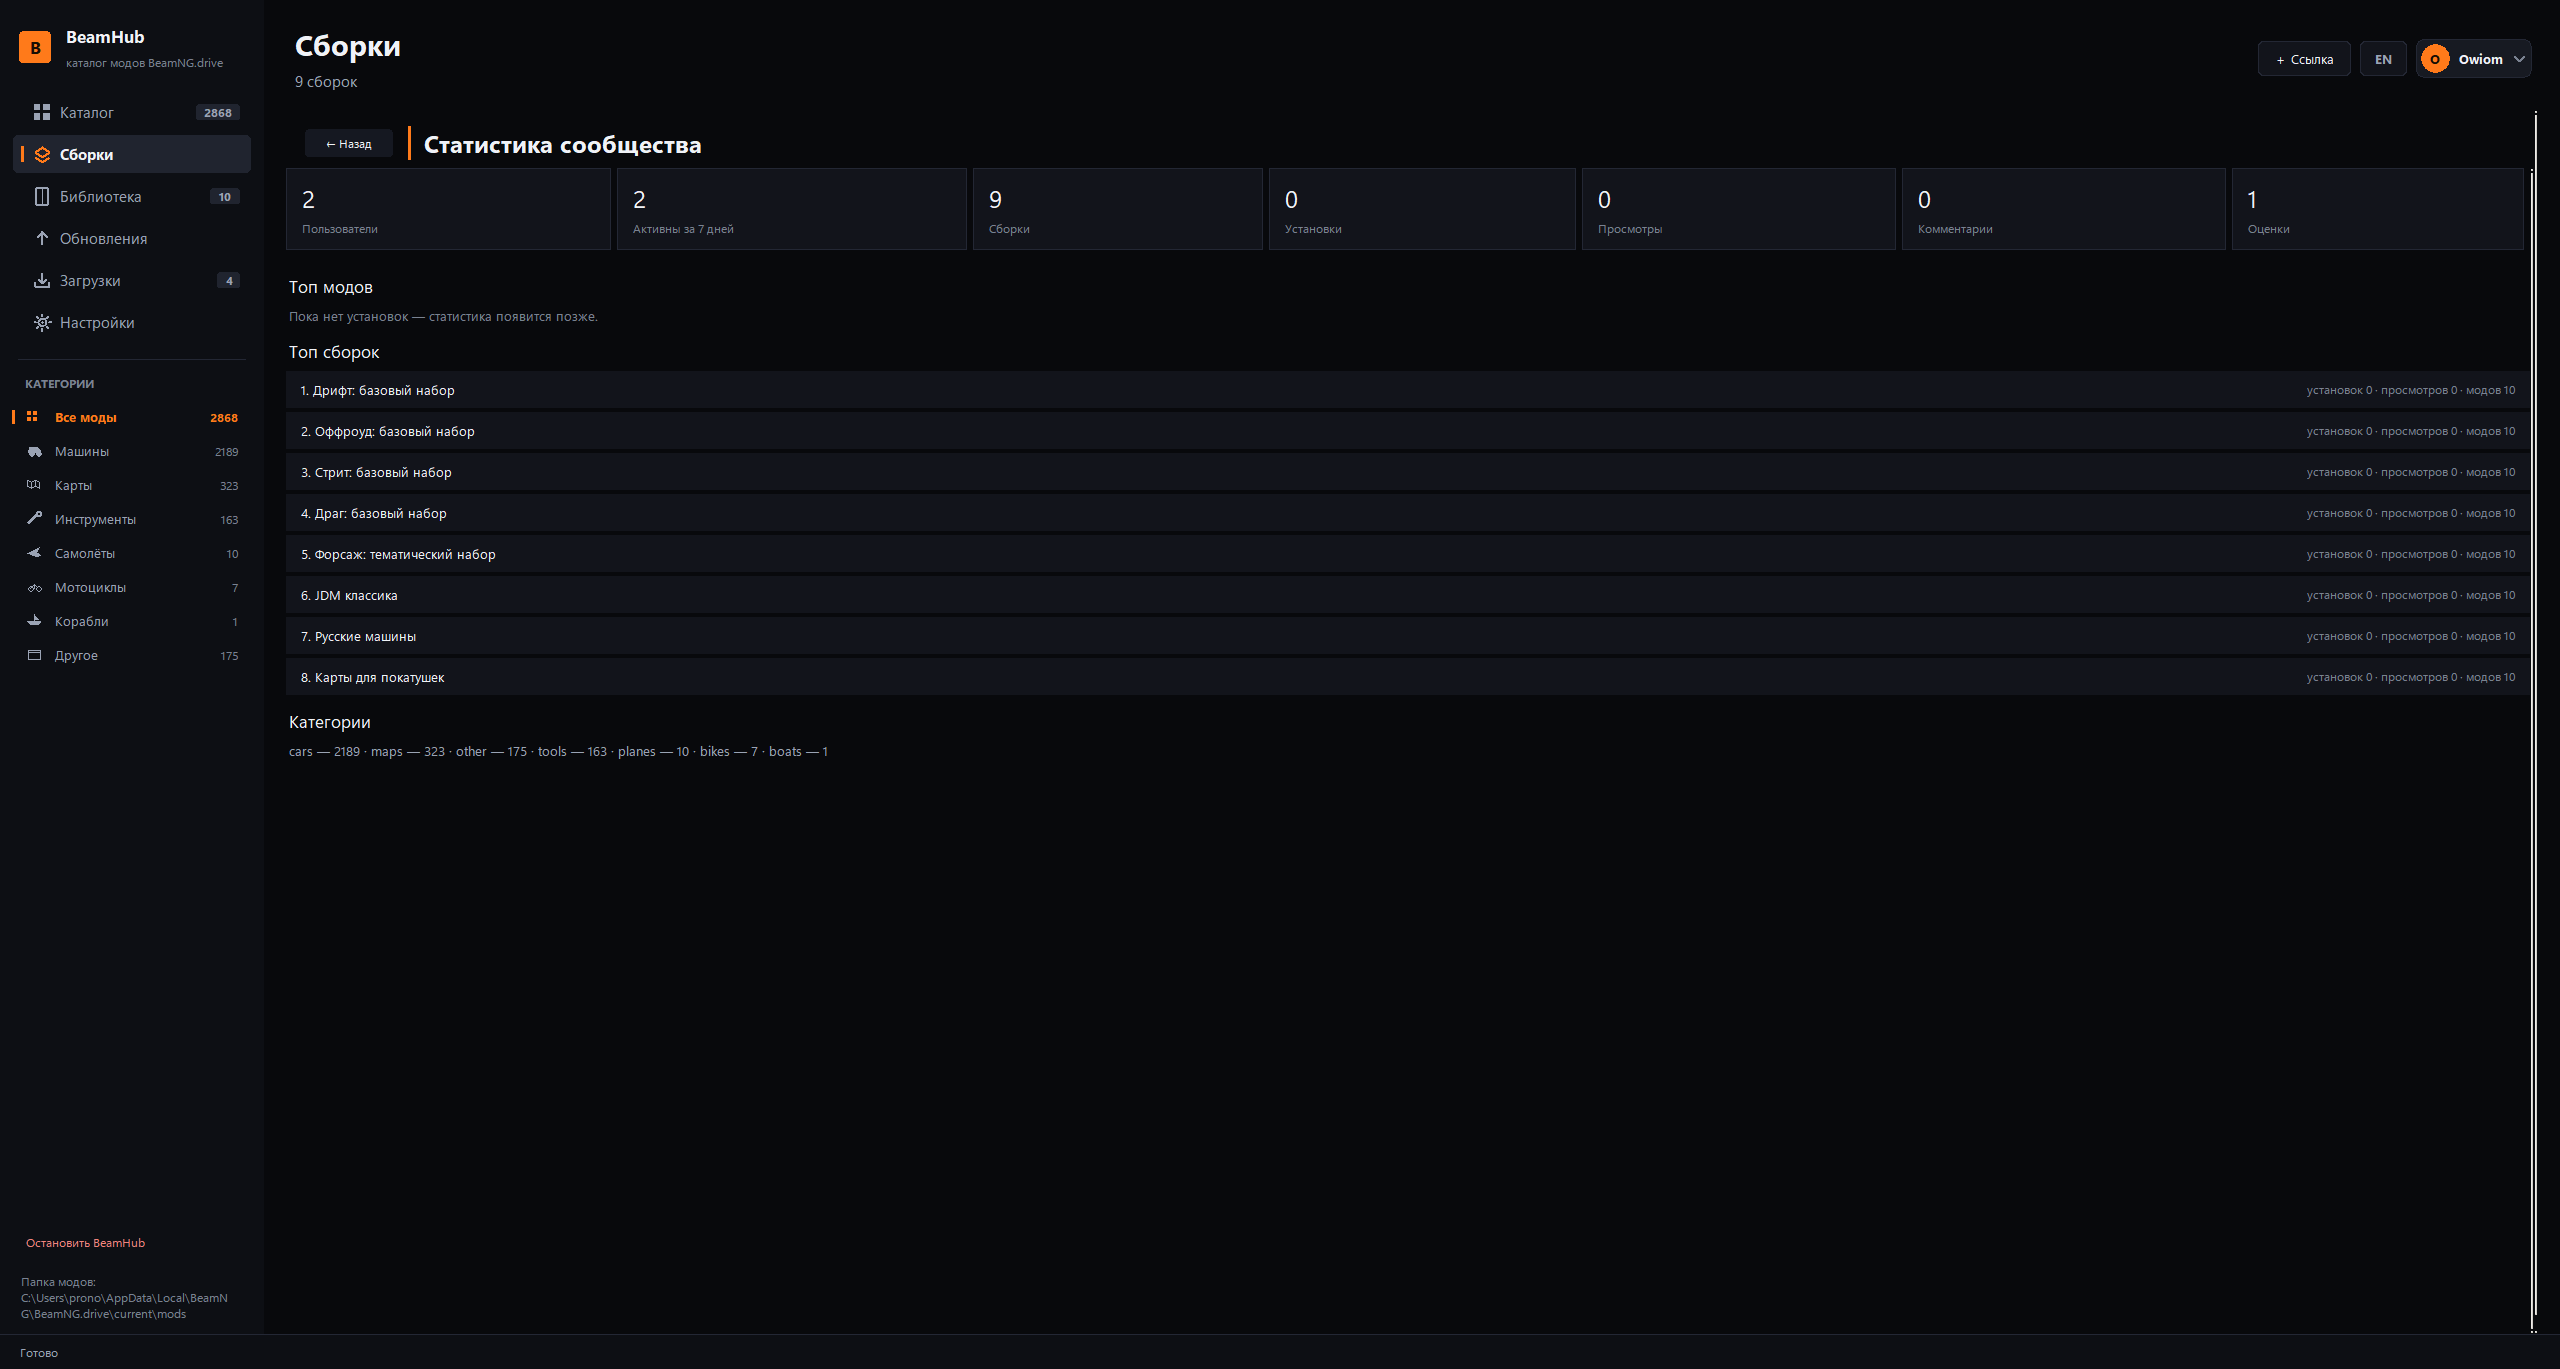 B
BeamHub
каталог модов BeamNG.drive
Каталог 2868
Сборки
Библиотека 10
Обновления
Загрузки 4
Настройки
КАТЕГОРИИ
Все моды 2868
Машины 2189
Карты 323
Инструменты 163
Самолёты 10
Мотоциклы 7
Корабли 1
Другое 175
Остановить BeamHub
Папка модов:
C:\Users\prono\AppData\Local\BeamN
G\BeamNG.drive\current\mods
Готово
Сборки
9 сборок
+ Ссылка
EN
O Owiom
← Назад
Статистика сообщества
2
Пользователи
2
Активны за 7 дней
9
Сборки
0
Установки
0
Просмотры
0
Комментарии
1
Оценки
Топ модов
Пока нет установок — статистика появится позже.
Топ сборок
1. Дрифт: базовый набор установок 0 · просмотров 0 · модов 10
2. Оффроуд: базовый набор установок 0 · просмотров 0 · модов 10
3. Стрит: базовый набор установок 0 · просмотров 0 · модов 10
4. Драг: базовый набор установок 0 · просмотров 0 · модов 10
5. Форсаж: тематический набор установок 0 · просмотров 0 · модов 10
6. JDM классика установок 0 · просмотров 0 · модов 10
7. Русские машины установок 0 · просмотров 0 · модов 10
8. Карты для покатушек установок 0 · просмотров 0 · модов 10
Категории
cars — 2189 · maps — 323 · other — 175 · tools — 163 · planes — 10 · bikes — 7 · boats — 1